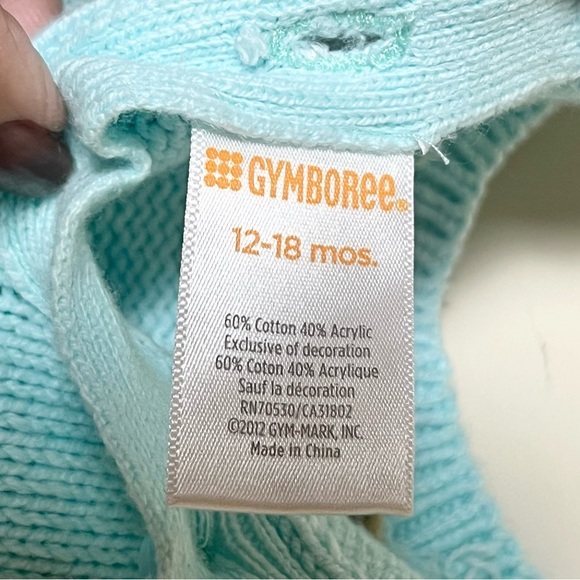 GYMBOREE®
12-18 mos.
60% Cotton 40% Acrylic
Exclusive of decoration
60% Coton 40% Acrylique
Sauf la décoration
RN70530/CA31802
©2012 GYM-MARK, INC.
Made in China